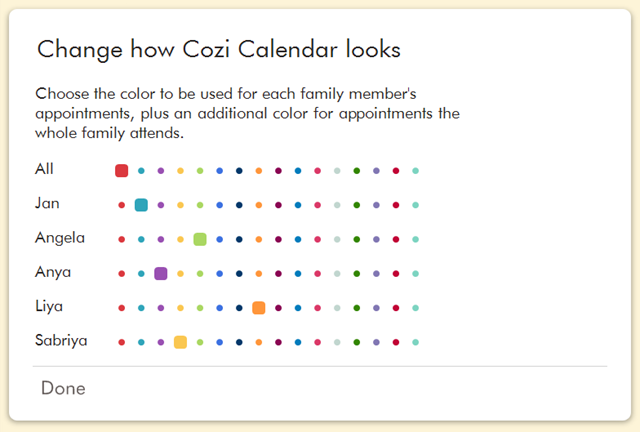 Change how Cozi Calendar looks
Choose the color to be used for each family member's
appointments, plus an additional color for appointments the
whole family attends.
All
Jan
Angela
Anya
Liya
Sabriya
Done